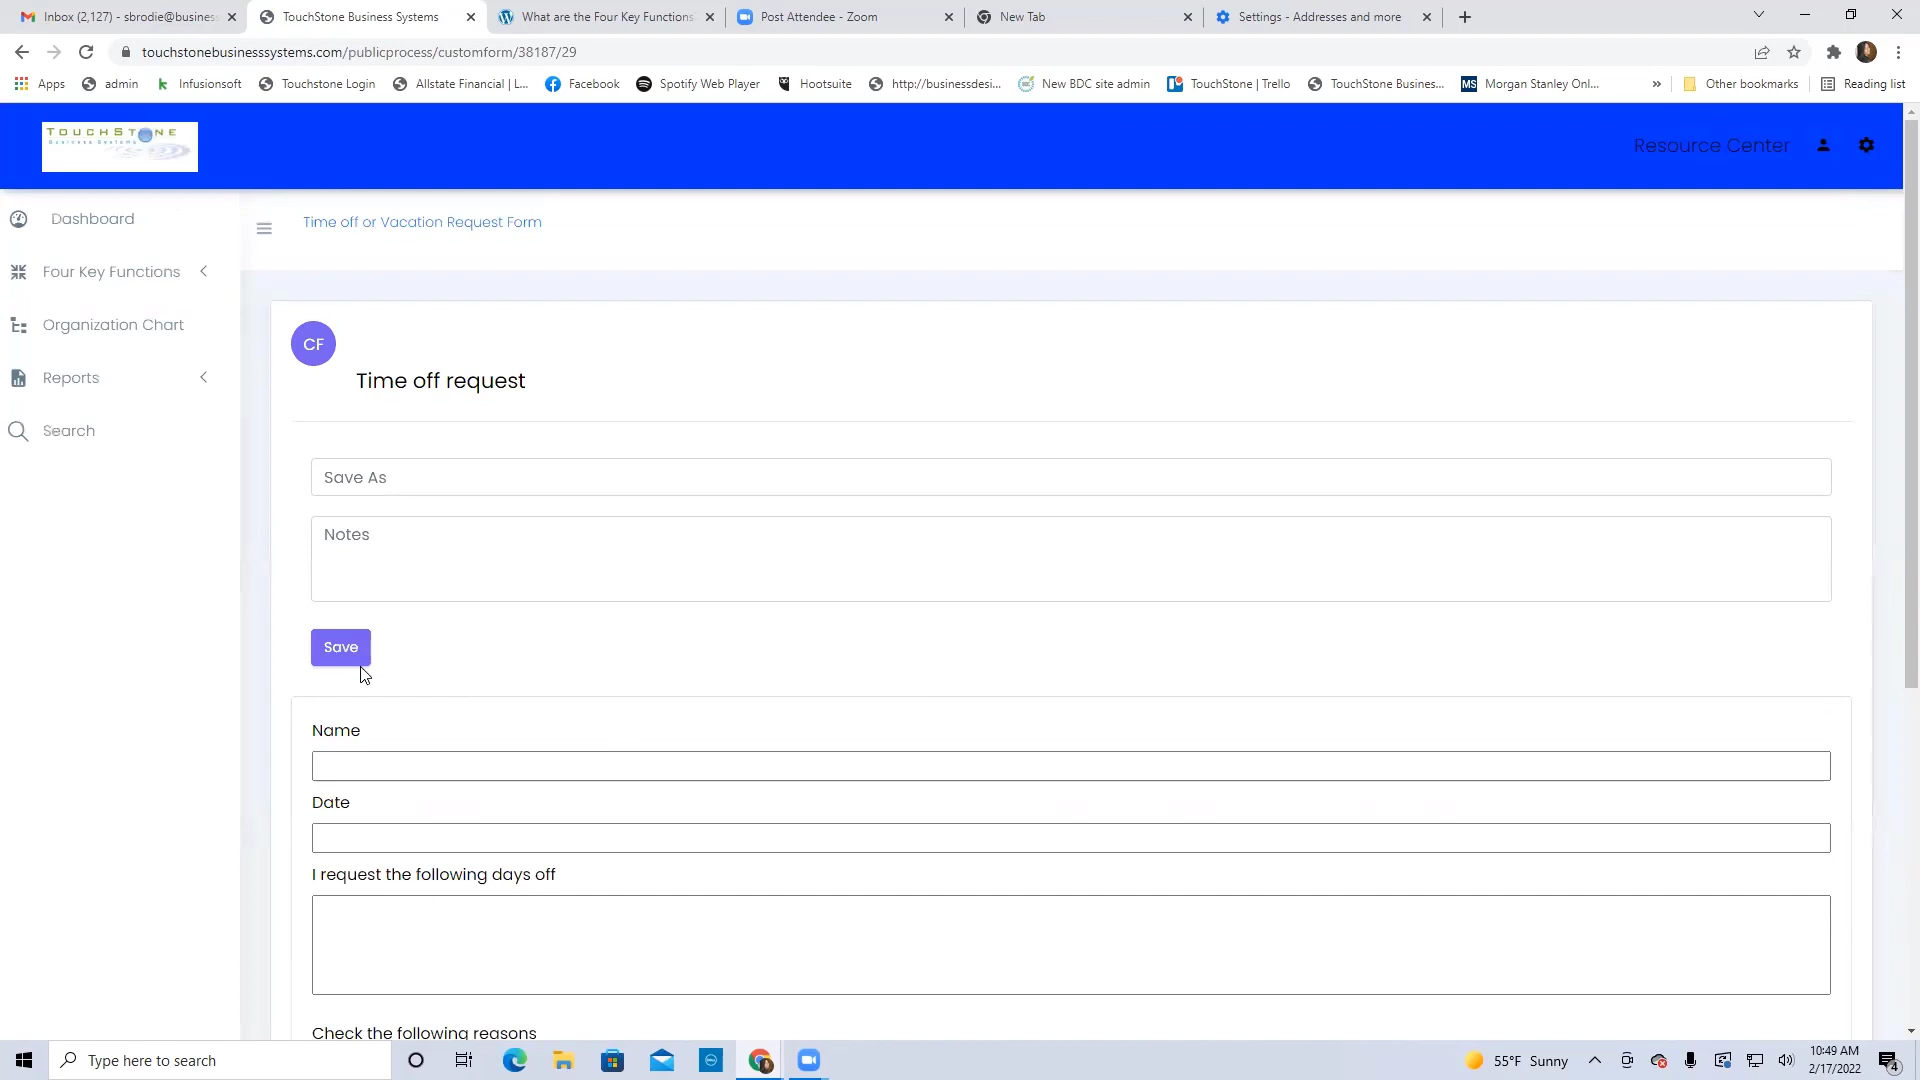 Inbox (2,127) - sbrodie@business
TouchStone Business Systems
What are the Four Key Functions
Post Attendee - Zoom
New Tab
Settings - Addresses and more
touchstonebusinesssystems.com/publicprocess/customform/38187/29
Apps
admin
Infusionsoft
Touchstone Login
Allstate Financial | L...
Facebook
Spotify Web Player
Hootsuite
http://businessdesi...
New BDC site admin
TouchStone | Trello
TouchStone Busines...
MS
Morgan Stanley Onl...
»
Other bookmarks
Reading list
TOUCHSTONE
Business Systems
Resource Center
Dashboard
Time off or Vacation Request Form
Four Key Functions
Organization Chart
Reports
Search
CF
Time off request
Save As
Notes
Save
Name
Date
I request the following days off
Check the following reasons
Type here to search
55°F Sunny
10:49 AM
2/17/2022
4